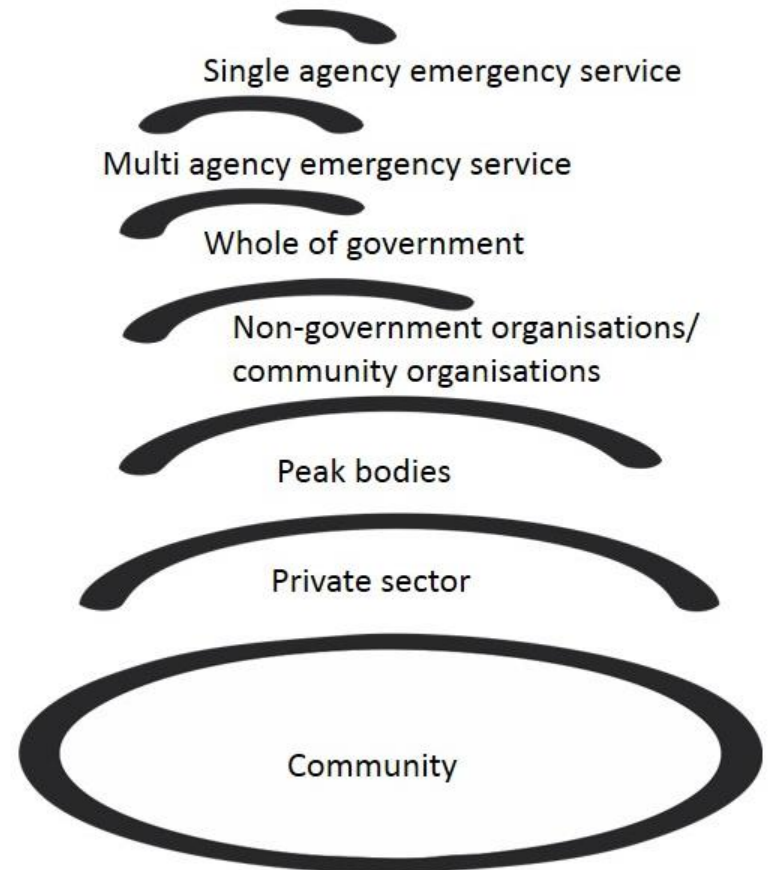 Single agency emergency service
Multi agency emergency service
Whole of government
Non-government organisations/
community organisations
Peak bodies
Private sector
Community